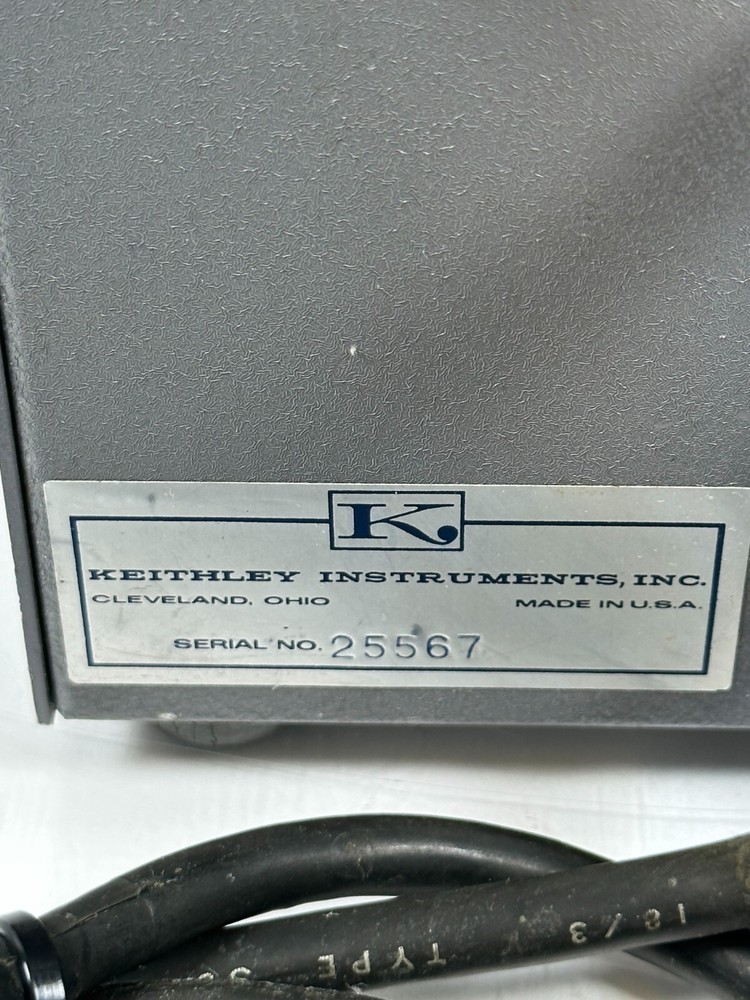 K
KEITHLEY INSTRUMENTS, INC.
CLEVELAND, OHIO MADE IN U.S.A.
SERIAL NO. 25567
18/3 TYPE